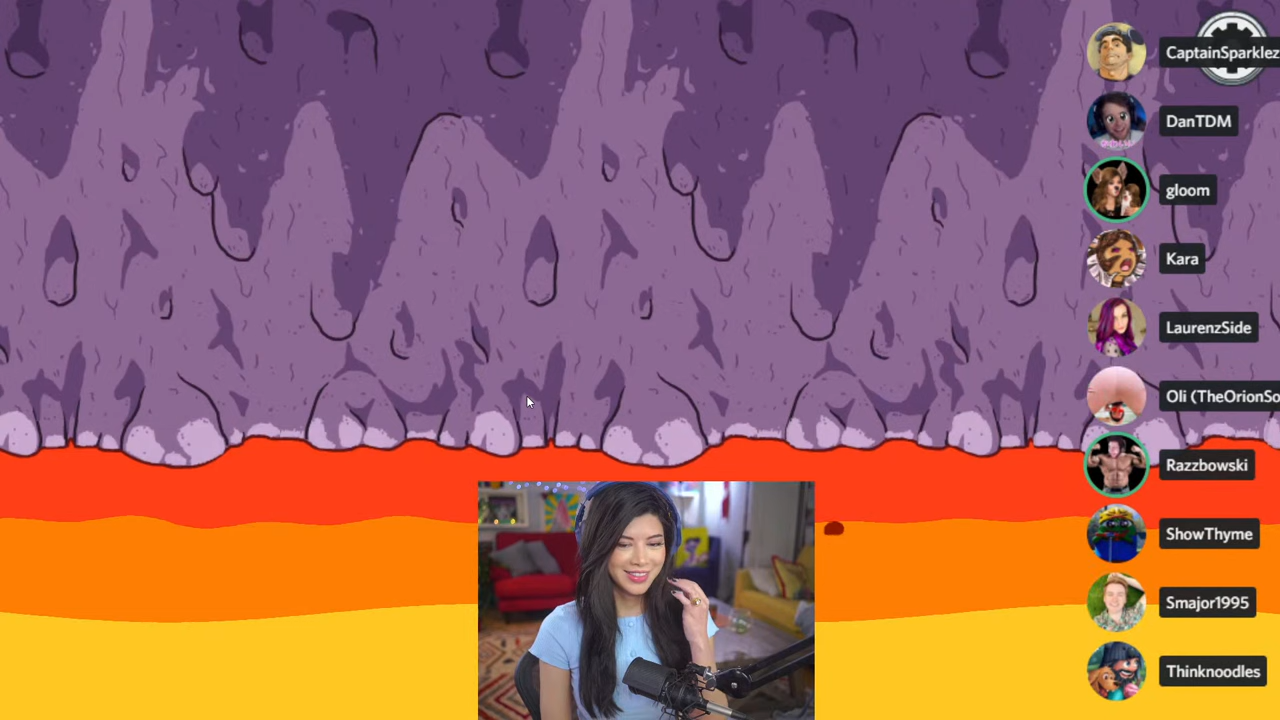 CaptainSparklez
DanTDM
gloom
Kara
LaurenzSide
Oli (TheOrionSo
Razzbowski
ShowThyme
Smajor1995
Thinknoodles